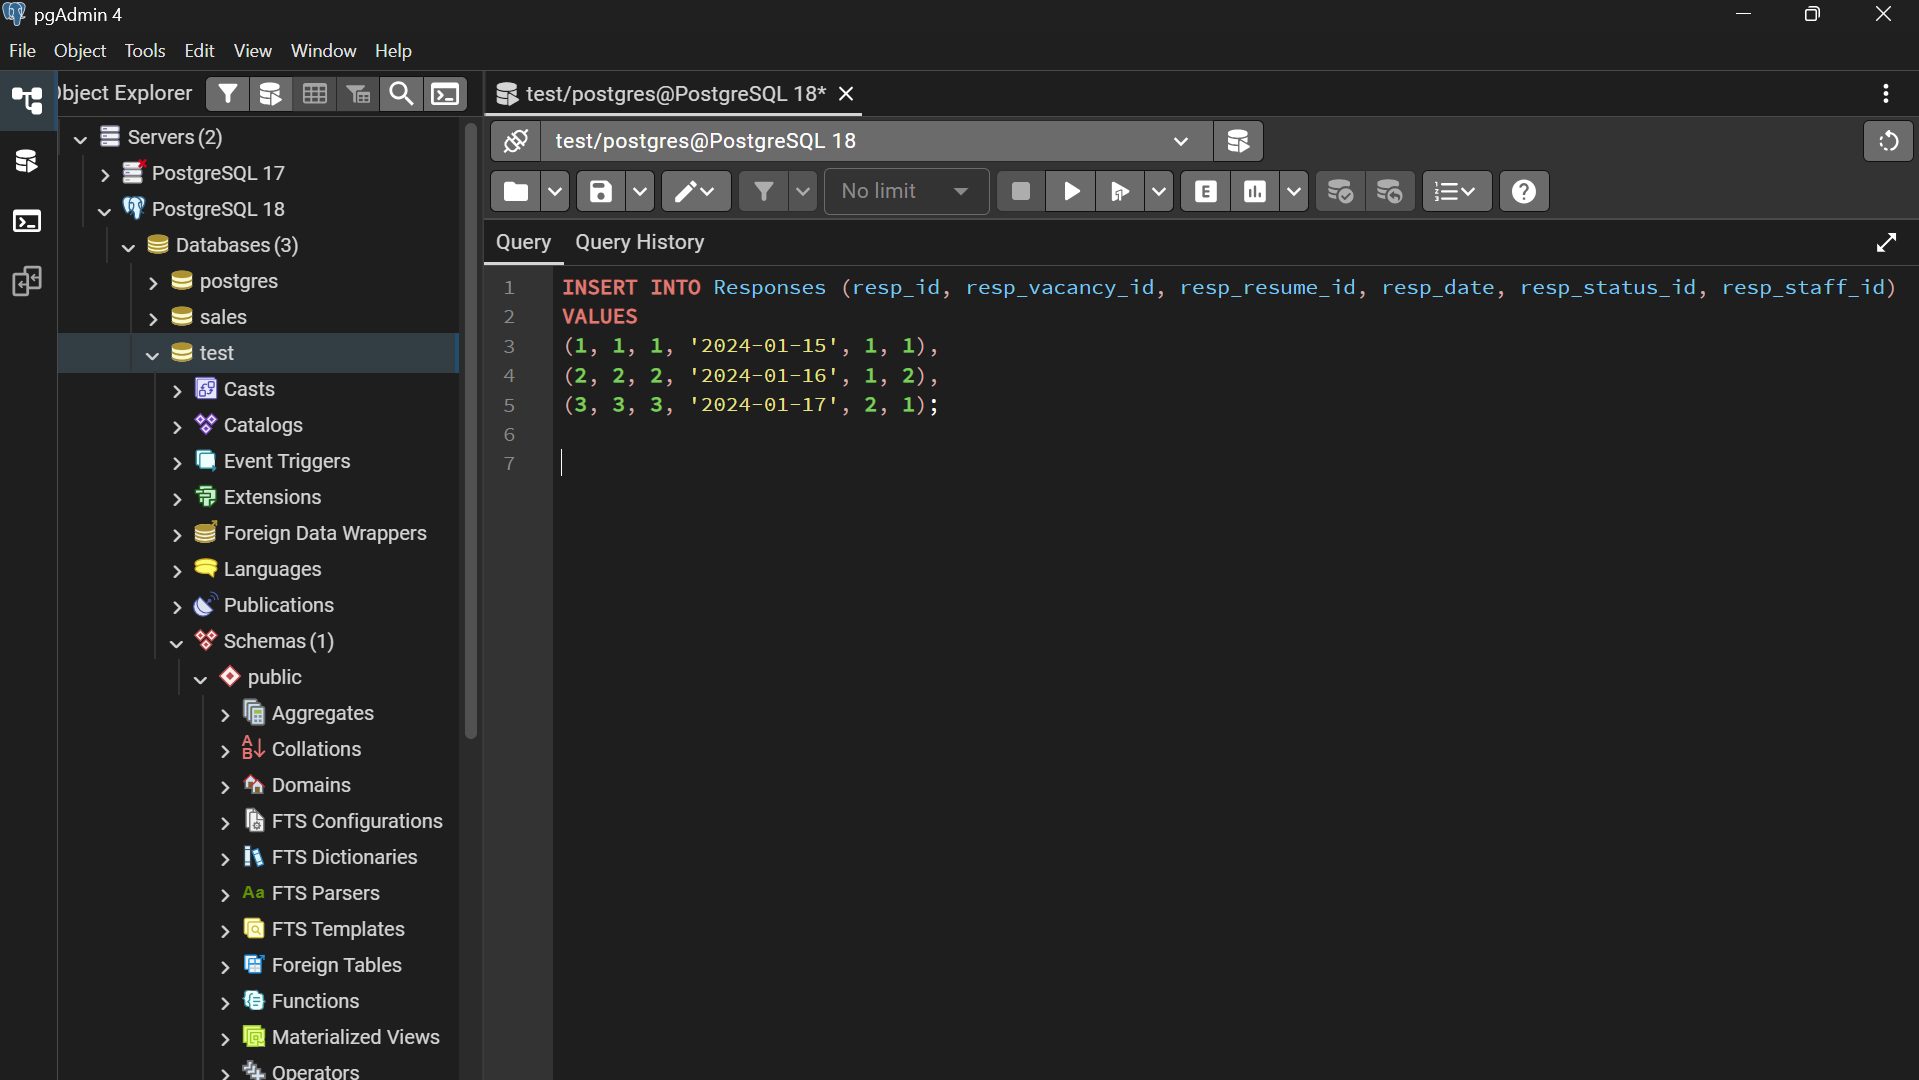 pgAdmin 4
File Object Tools Edit View Window Help
bject Explorer
test/postgres@PostgreSQL 18*
Servers (2)
PostgreSQL 17
PostgreSQL 18
Databases (3)
postgres
sales
test
Casts
Catalogs
Event Triggers
Extensions
Foreign Data Wrappers
Languages
Publications
Schemas (1)
public
Aggregates
Collations
Domains
FTS Configurations
FTS Dictionaries
Aa FTS Parsers
FTS Templates
Foreign Tables
Functions
Materialized Views
Operators
test/postgres@PostgreSQL 18
No limit
E
Query Query History
1 INSERT INTO Responses (resp_id, resp_vacancy_id, resp_resume_id, resp_date, resp_status_id, resp_staff_id)
2 VALUES
3 (1, 1, 1, '2024-01-15', 1, 1),
4 (2, 2, 2, '2024-01-16', 1, 2),
5 (3, 3, 3, '2024-01-17', 2, 1);
6
7